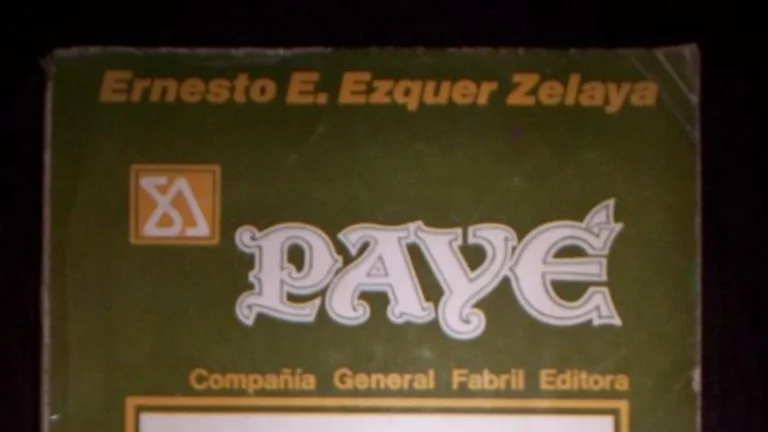 Ernesto E. Ezquer Zelaya
PAYÉ
Compañía General Fabril Editora